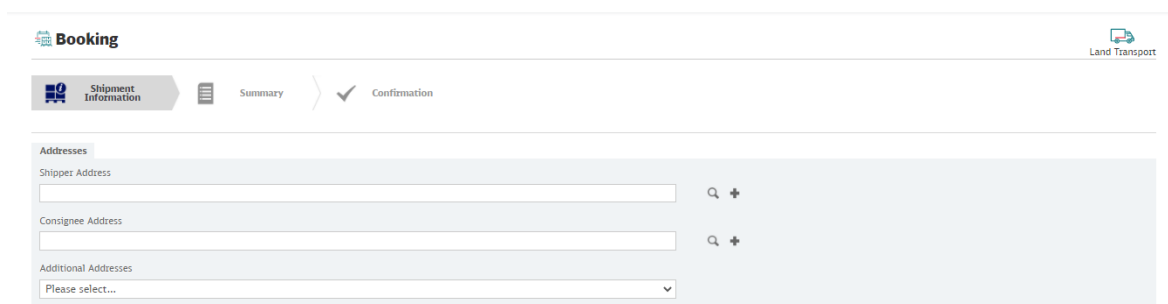 Booking
Land Transport
Shipment
Information
Summary
Confirmation
Addresses
Shipper Address
Consignee Address
Additional Addresses
Please select...